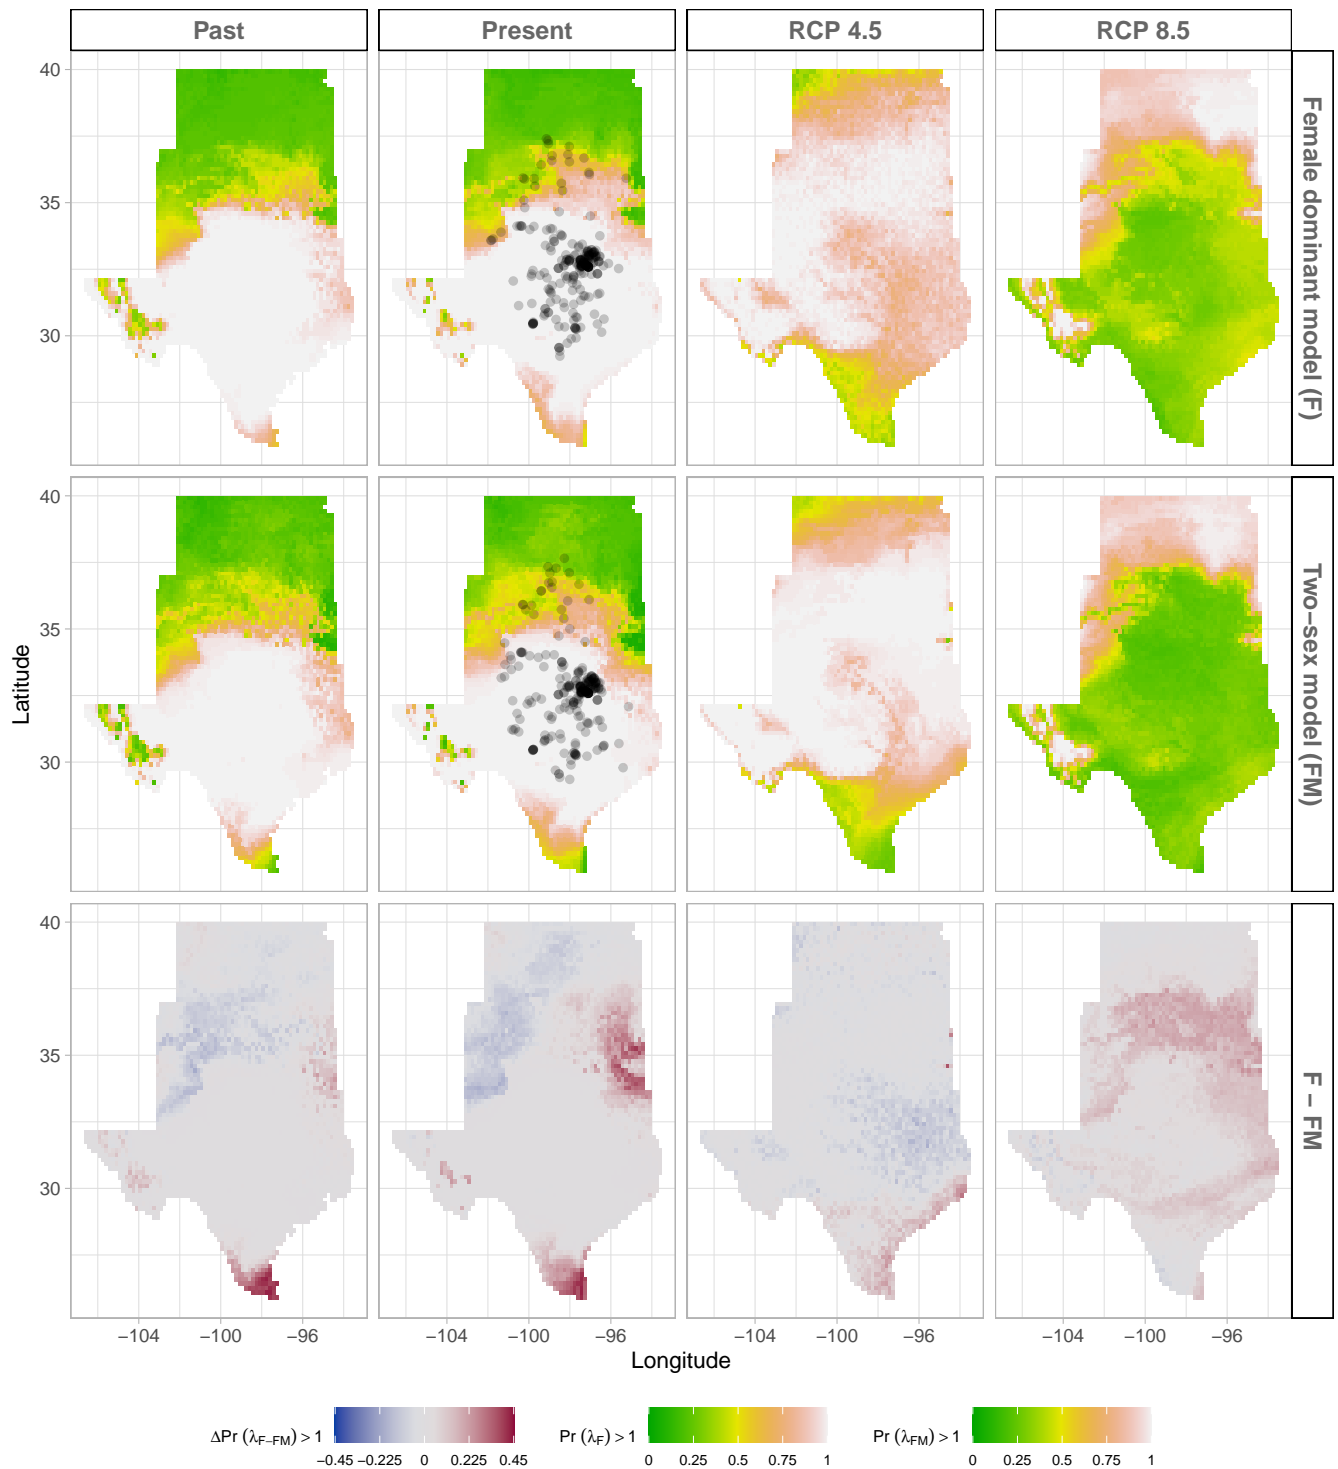 Past Present RCP 4.5 RCP 8.5
40
35
30
Female dominant model (F)
40
35
30
Two−sex model (FM)
40
35
30
F − FM
Latitude
−104 −100 −96 −104 −100 −96 −104 −100 −96 −104 −100 −96
Longitude
ΔPr (λF−FM) > 1
−0.45 −0.225 0 0.225 0.45
Pr (λF) > 1
0 0.25 0.5 0.75 1
Pr (λFM) > 1
0 0.25 0.5 0.75 1